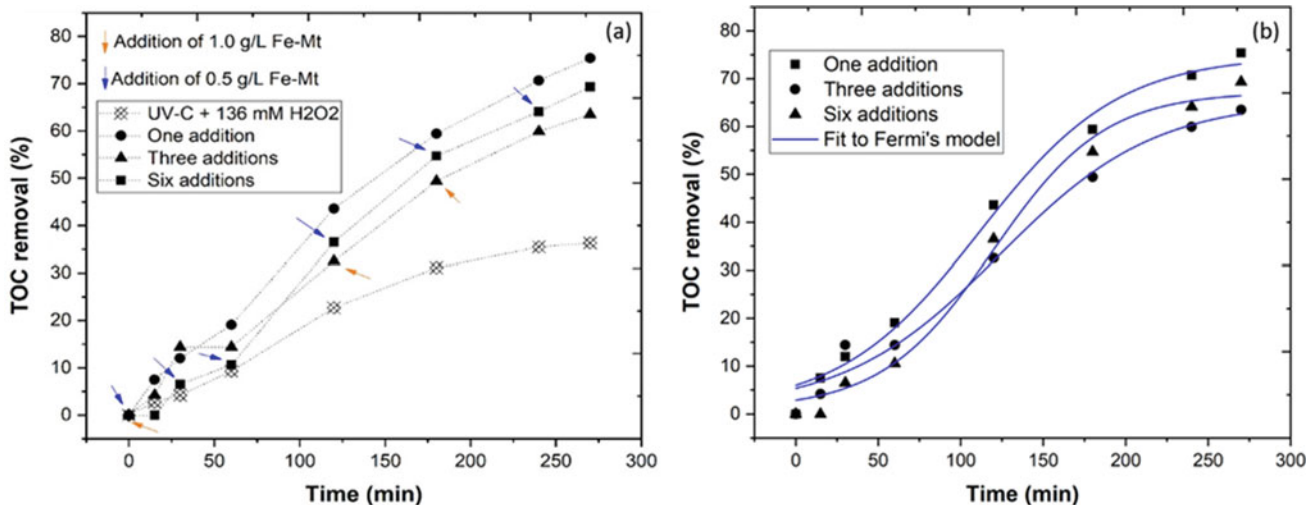 (a)
Addition of 1.0 g/L Fe-Mt
Addition of 0.5 g/L Fe-Mt
UV-C + 136 mM H2O2
One addition
Three additions
Six additions
TOC removal (%)
80
70
60
50
40
30
20
10
0
0 50 100 150 200 250 300
Time (min)
(b)
One addition
Three additions
Six additions
Fit to Fermi's model
TOC removal (%)
80
70
60
50
40
30
20
10
0
0 50 100 150 200 250 300
Time (min)